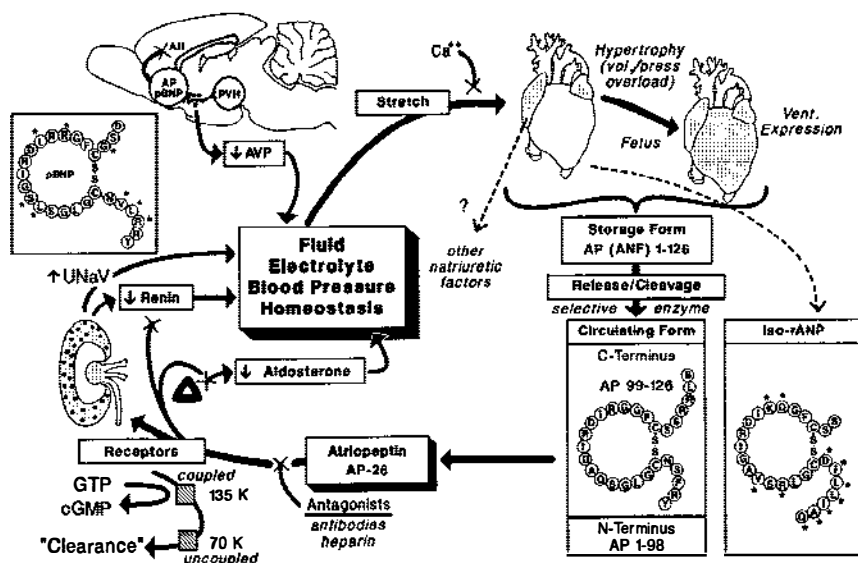 AII
AP
pBNP
PVH
↓ AVP
Ca⁺⁺
Stretch
Hypertrophy
(vol./press
overload)
Fetus
Vent.
Expression
pBNP
?
other
natriuretic
factors
Storage Form
AP (ANF) 1-126
Release/Cleavage
selective enzyme
Fluid
Electrolyte
Blood Pressure
Homeostasis
↑ UNaV
↓ Renin
↓ Aldosterone
Circulating Form
C-Terminus
AP 99-126
N-Terminus
AP 1-98
Iso-rANP
Receptors
Atriopeptin
AP-28
Antagonists
antibodies
heparin
coupled
GTP
135 K
cGMP
"Clearance"
70 K
uncoupled